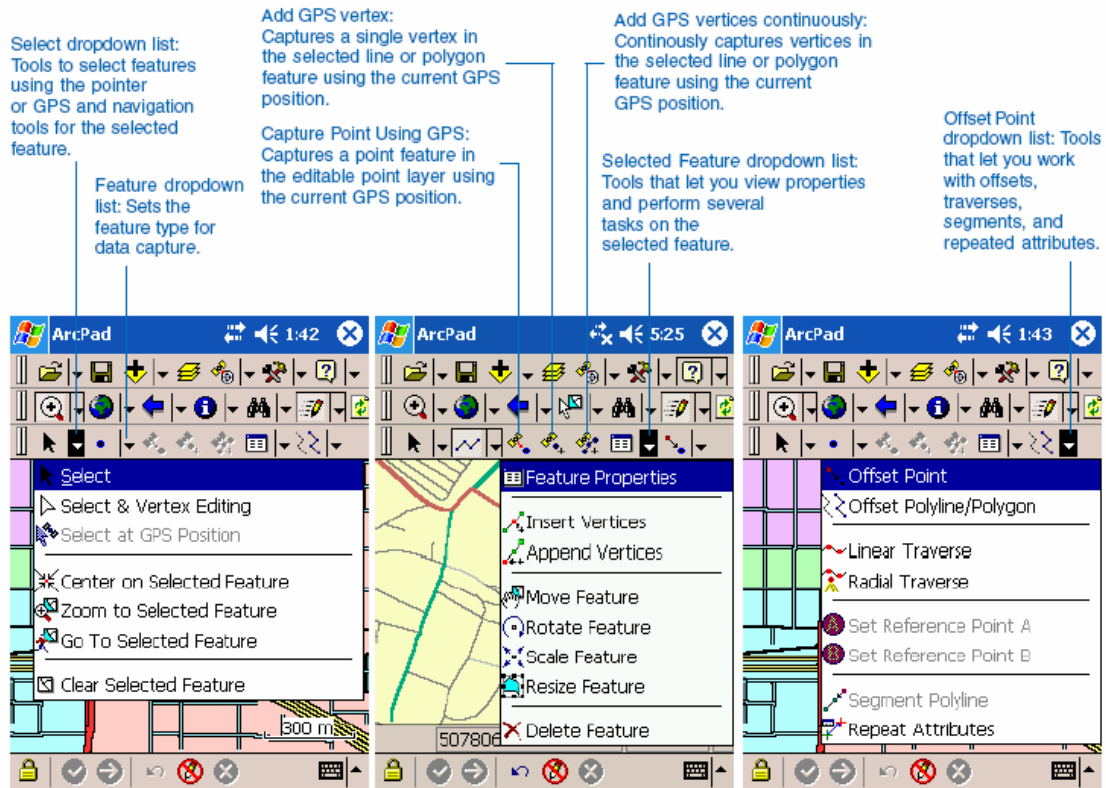 Select dropdown list:
Tools to select features
using the pointer
or GPS and navigation
tools for the selected
feature.
Feature dropdown
list: Sets the
feature type for
data capture.
Add GPS vertex:
Captures a single vertex in
the selected line or polygon
feature using the current GPS
position.
Capture Point Using GPS:
Captures a point feature in
the editable point layer using
the current GPS position.
Add GPS vertices continuously:
Continously captures vertices in
the selected line or polygon
feature using the current
GPS position.
Selected Feature dropdown list:
Tools that let you view properties
and perform several
tasks on the
selected feature.
Offset Point
dropdown list: Tools
that let you work
with offsets,
traverses,
segments, and
repeated attributes.
ArcPad 1:42
Select
Select & Vertex Editing
Select at GPS Position
Center on Selected Feature
Zoom to Selected Feature
Go To Selected Feature
Clear Selected Feature
300 m
ArcPad 5:25
Feature Properties
Insert Vertices
Append Vertices
Move Feature
Rotate Feature
Scale Feature
Resize Feature
Delete Feature
507806
ArcPad 1:43
Offset Point
Offset Polyline/Polygon
Linear Traverse
Radial Traverse
A Set Reference Point A
B Set Reference Point B
Segment Polyline
Repeat Attributes